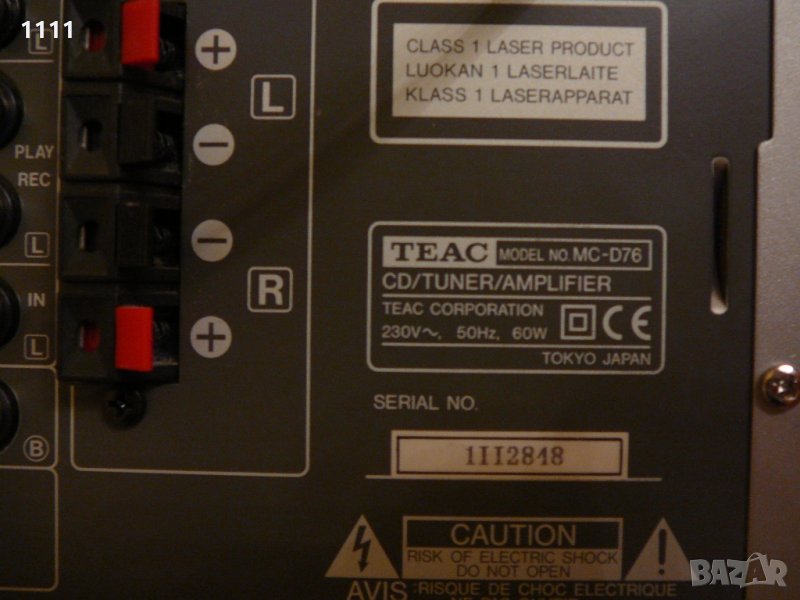 1111
L
+
L
−
PLAY
REC
L
−
R
IN
L
+
B
CLASS 1 LASER PRODUCT
LUOKAN 1 LASERLAITE
KLASS 1 LASERAPPARAT
TEAC MODEL NO. MC-D76
CD/TUNER/AMPLIFIER
TEAC CORPORATION
230V~, 50Hz, 60W CE
TOKYO JAPAN
SERIAL NO.
1II2848
CAUTION
RISK OF ELECTRIC SHOCK
DO NOT OPEN
AVIS :RISQUE DE CHOC ELECTRIQUE
BAZAR